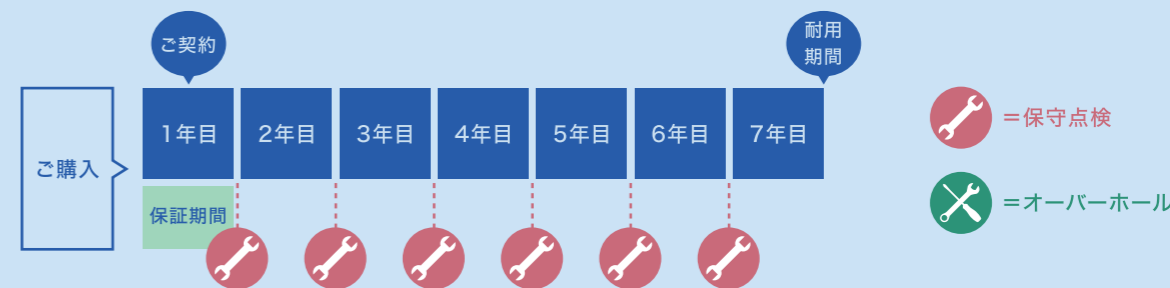 ご契約
耐用
期間
ご購入
1年目
2年目
3年目
4年目
5年目
6年目
7年目
保証期間
＝保守点検
＝オーバーホール